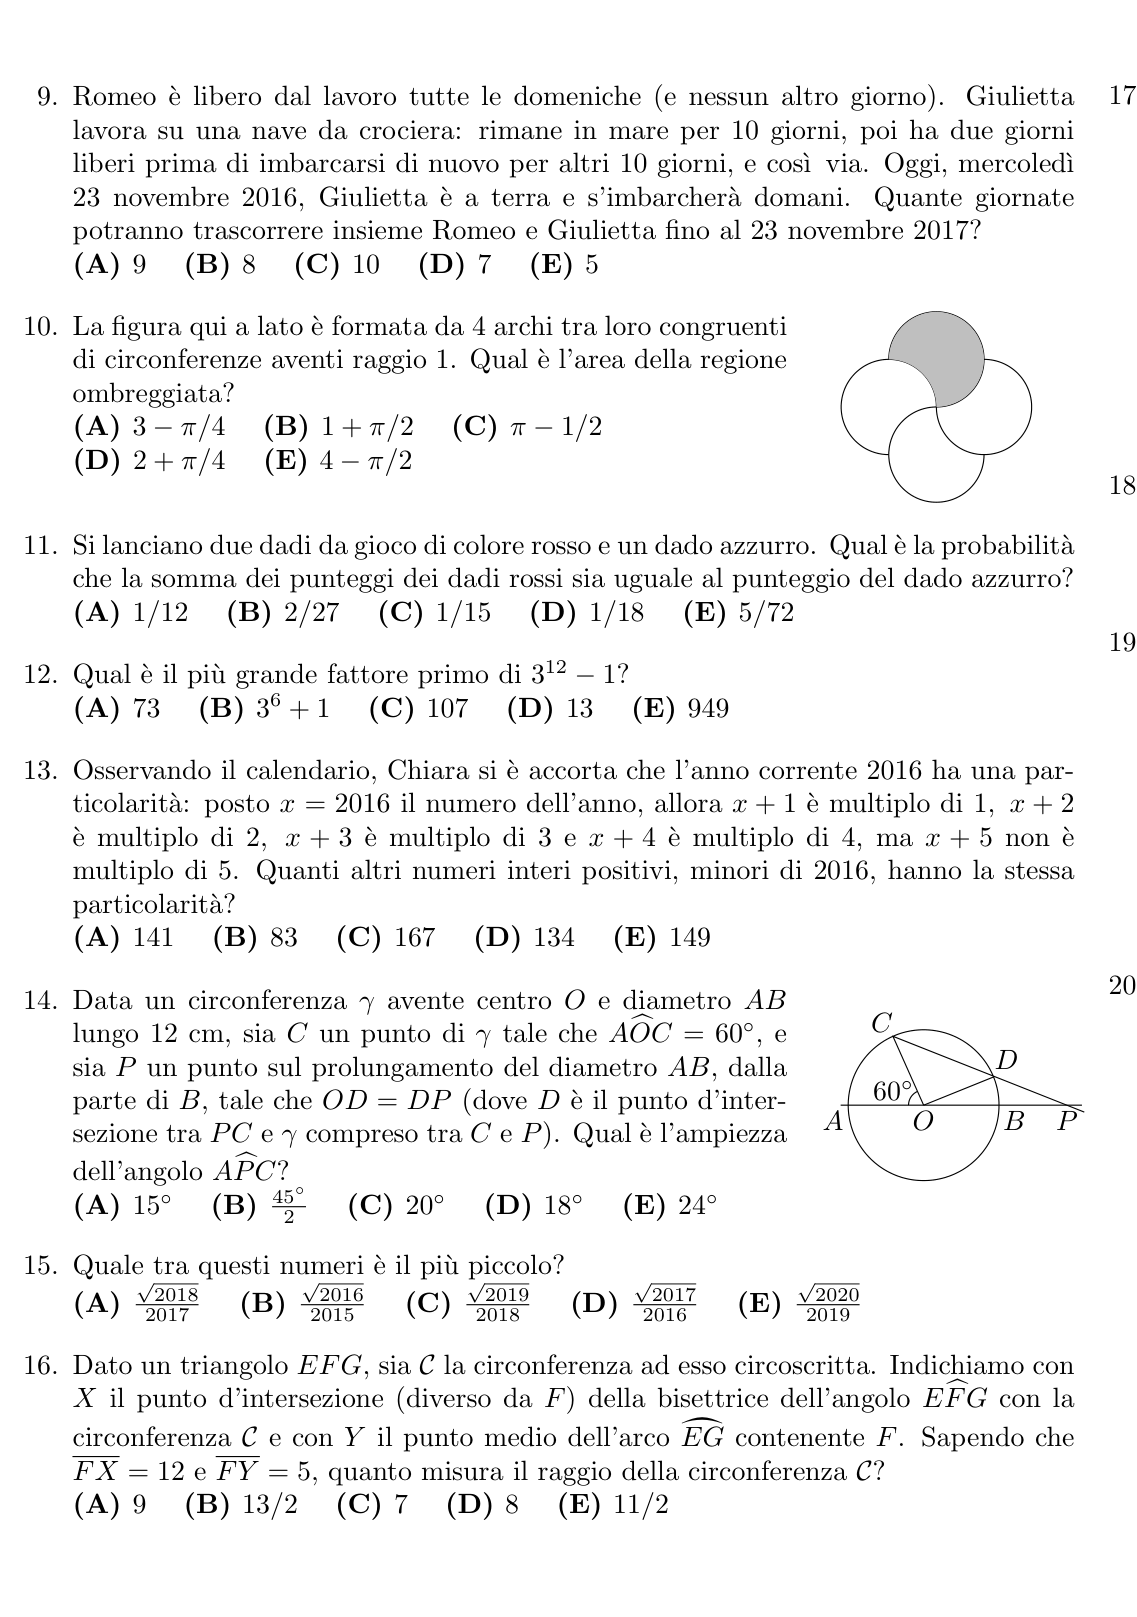 9. Romeo è libero dal lavoro tutte le domeniche (e nessun altro giorno). Giulietta
lavora su una nave da crociera: rimane in mare per 10 giorni, poi ha due giorni
liberi prima di imbarcarsi di nuovo per altri 10 giorni, e così via. Oggi, mercoledì
23 novembre 2016, Giulietta è a terra e s'imbarcherà domani. Quante giornate
potranno trascorrere insieme Romeo e Giulietta fino al 23 novembre 2017?
(A) 9 (B) 8 (C) 10 (D) 7 (E) 5
10. La figura qui a lato è formata da 4 archi tra loro congruenti
di circonferenze aventi raggio 1. Qual è l'area della regione
ombreggiata?
(A) 3 − π/4 (B) 1 + π/2 (C) π − 1/2
(D) 2 + π/4 (E) 4 − π/2
11. Si lanciano due dadi da gioco di colore rosso e un dado azzurro. Qual è la probabilità
che la somma dei punteggi dei dadi rossi sia uguale al punteggio del dado azzurro?
(A) 1/12 (B) 2/27 (C) 1/15 (D) 1/18 (E) 5/72
12. Qual è il più grande fattore primo di 3¹² − 1?
(A) 73 (B) 3⁶ + 1 (C) 107 (D) 13 (E) 949
13. Osservando il calendario, Chiara si è accorta che l'anno corrente 2016 ha una par-
ticolarità: posto x = 2016 il numero dell'anno, allora x + 1 è multiplo di 1, x + 2
è multiplo di 2, x + 3 è multiplo di 3 e x + 4 è multiplo di 4, ma x + 5 non è
multiplo di 5. Quanti altri numeri interi positivi, minori di 2016, hanno la stessa
particolarità?
(A) 141 (B) 83 (C) 167 (D) 134 (E) 149
14. Data un circonferenza γ avente centro O e diametro AB
lungo 12 cm, sia C un punto di γ tale che AÔC = 60°, e
sia P un punto sul prolungamento del diametro AB, dalla
parte di B, tale che OD = DP (dove D è il punto d'inter-
sezione tra PC e γ compreso tra C e P). Qual è l'ampiezza
dell'angolo AP̂C?
(A) 15° (B) 45°/2 (C) 20° (D) 18° (E) 24°
C
D
60°
A
O
B
P
15. Quale tra questi numeri è il più piccolo?
(A) √2018/2017 (B) √2016/2015 (C) √2019/2018 (D) √2017/2016 (E) √2020/2019
16. Dato un triangolo EFG, sia 𝒞 la circonferenza ad esso circoscritta. Indichiamo con
X il punto d'intersezione (diverso da F) della bisettrice dell'angolo EF̂G con la
circonferenza 𝒞 e con Y il punto medio dell'arco E͡G contenente F. Sapendo che
F̅X̅ = 12 e F̅Y̅ = 5, quanto misura il raggio della circonferenza 𝒞?
(A) 9 (B) 13/2 (C) 7 (D) 8 (E) 11/2
17
18
19
20